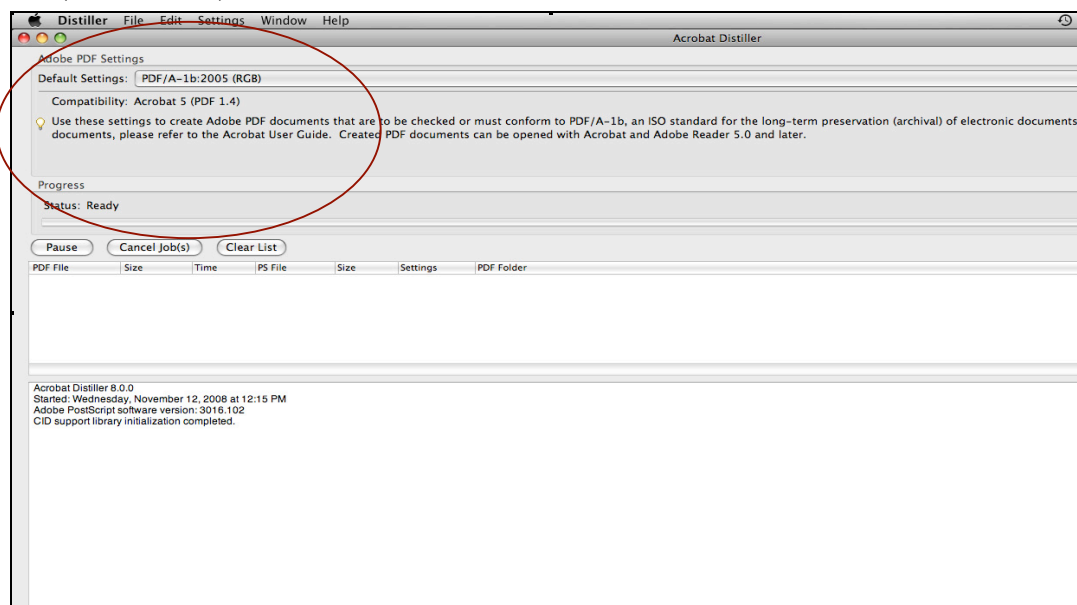 Distiller File Edit Settings Window Help
Acrobat Distiller
Adobe PDF Settings
Default Settings: PDF/A-1b:2005 (RGB)
Compatibility: Acrobat 5 (PDF 1.4)
Use these settings to create Adobe PDF documents that are to be checked or must conform to PDF/A-1b, an ISO standard for the long-term preservation (archival) of electronic documents
documents, please refer to the Acrobat User Guide. Created PDF documents can be opened with Acrobat and Adobe Reader 5.0 and later.
Progress
Status: Ready
Pause Cancel Job(s) Clear List
PDF FIle Size Time PS File Size Settings PDF Folder
Acrobat Distiller 8.0.0
Started: Wednesday, November 12, 2008 at 12:15 PM
Adobe PostScript software version: 3016.102
CID support library initialization completed.